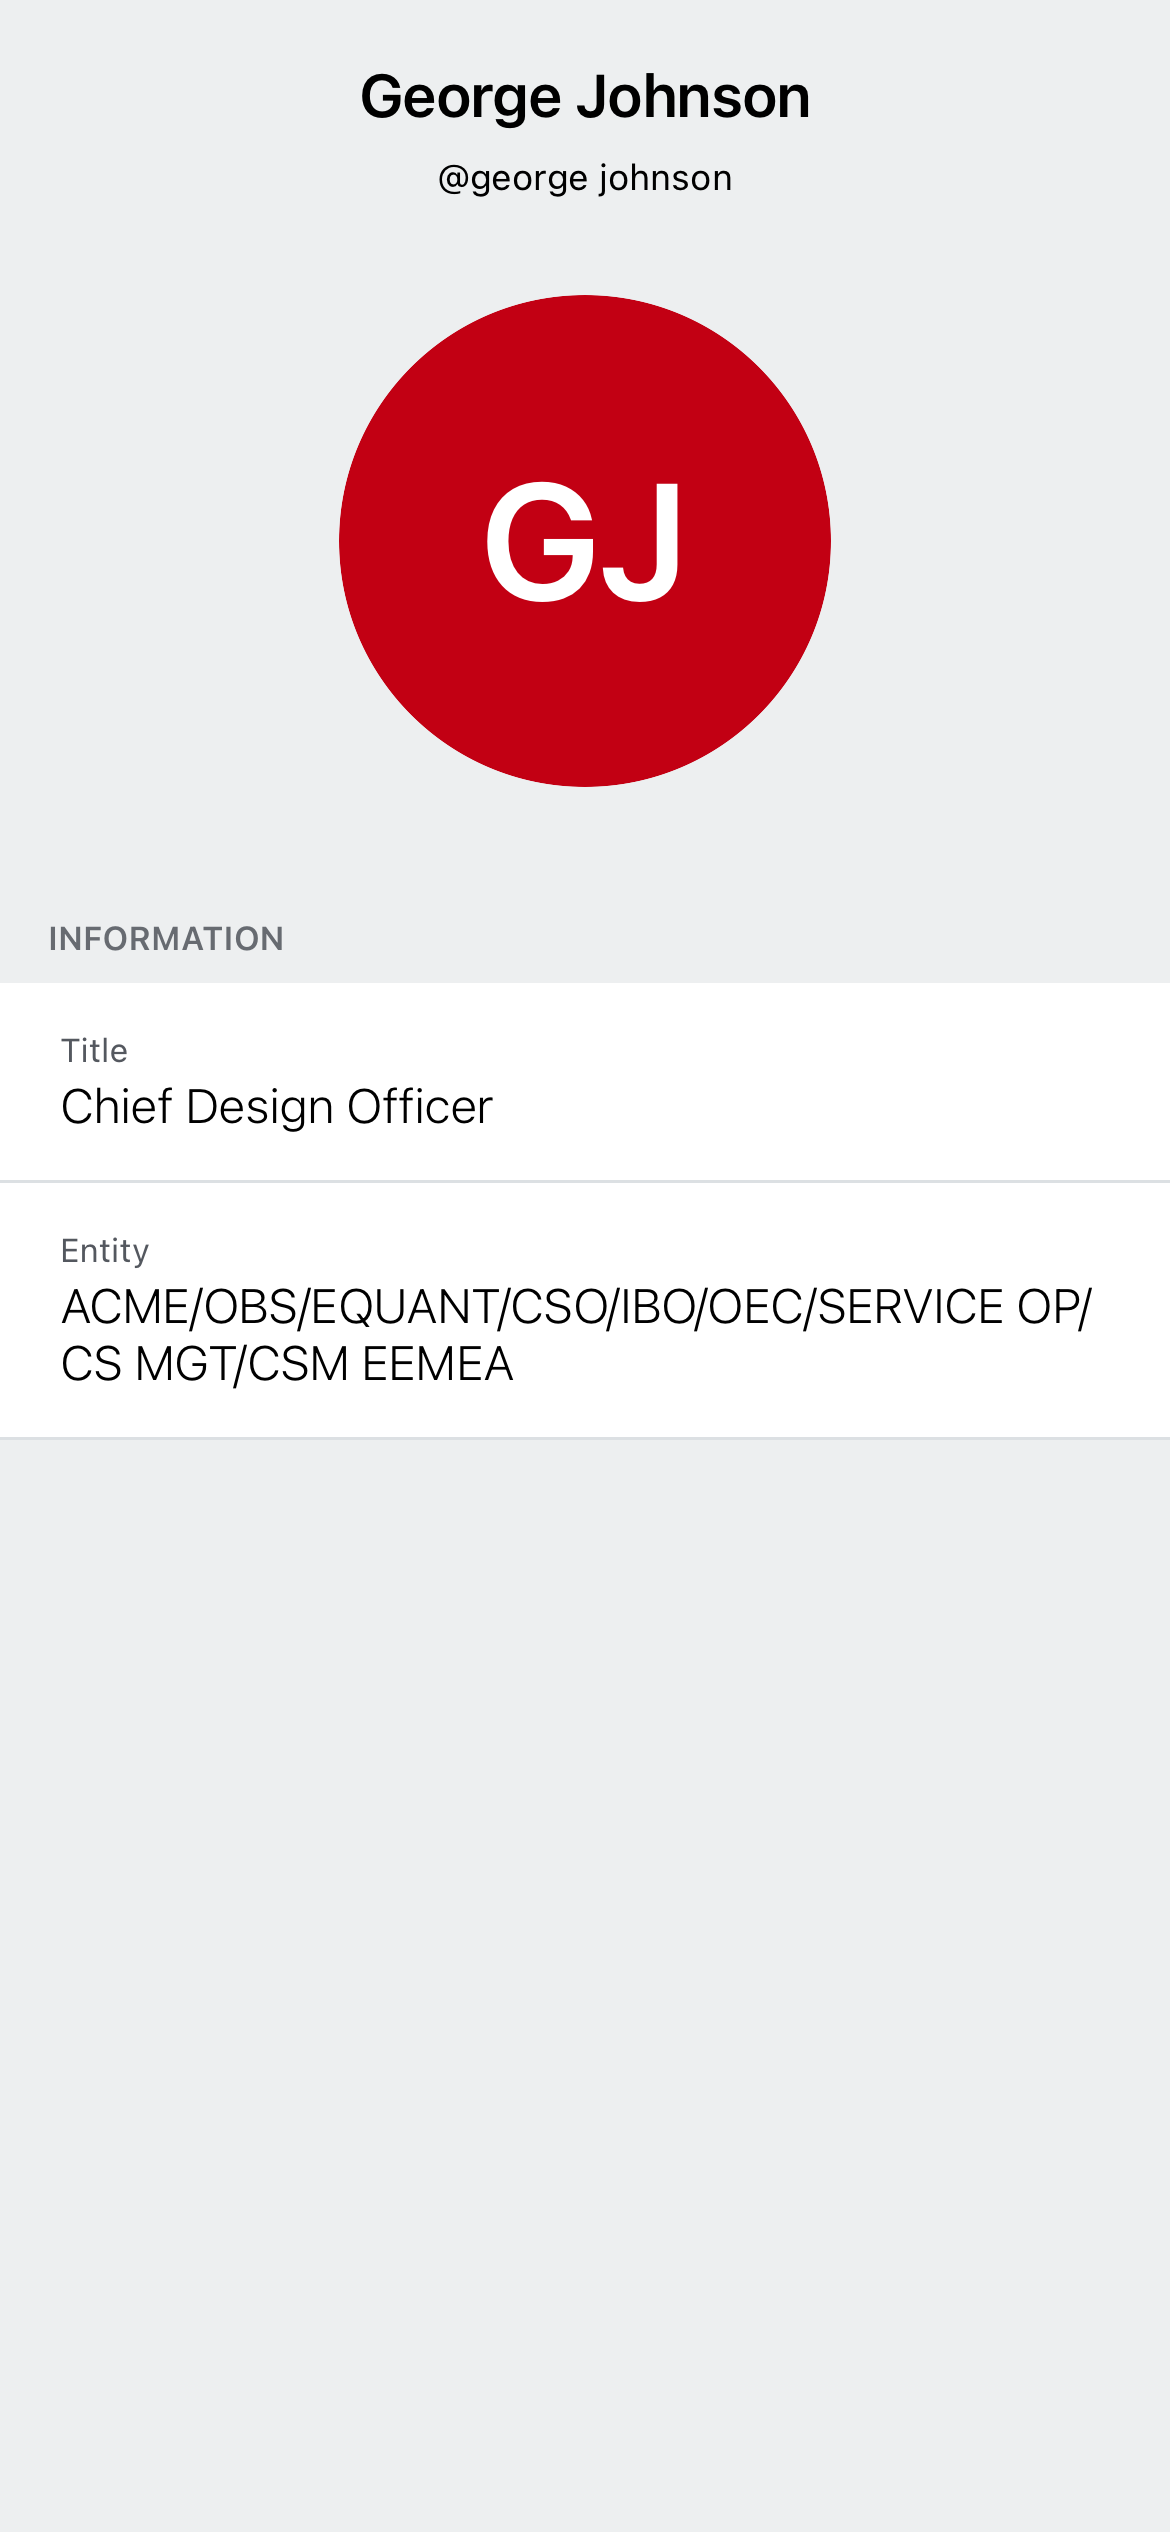 George Johnson
@george johnson
GJ
INFORMATION
Title
Chief Design Officer
Entity
ACME/OBS/EQUANT/CSO/IBO/OEC/SERVICE OP/
CS MGT/CSM EEMEA